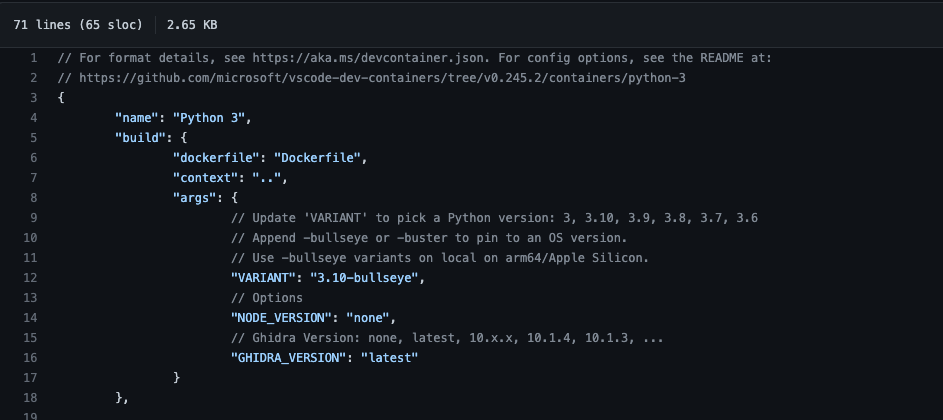 71 lines (65 sloc) 2.65 KB
1 // For format details, see https://aka.ms/devcontainer.json. For config options, see the README at:
2 // https://github.com/microsoft/vscode-dev-containers/tree/v0.245.2/containers/python-3
3 {
4 "name": "Python 3",
5 "build": {
6 "dockerfile": "Dockerfile",
7 "context": "..",
8 "args": {
9 // Update 'VARIANT' to pick a Python version: 3, 3.10, 3.9, 3.8, 3.7, 3.6
10 // Append -bullseye or -buster to pin to an OS version.
11 // Use -bullseye variants on local on arm64/Apple Silicon.
12 "VARIANT": "3.10-bullseye",
13 // Options
14 "NODE_VERSION": "none",
15 // Ghidra Version: none, latest, 10.x.x, 10.1.4, 10.1.3, ...
16 "GHIDRA_VERSION": "latest"
17 }
18 },
19